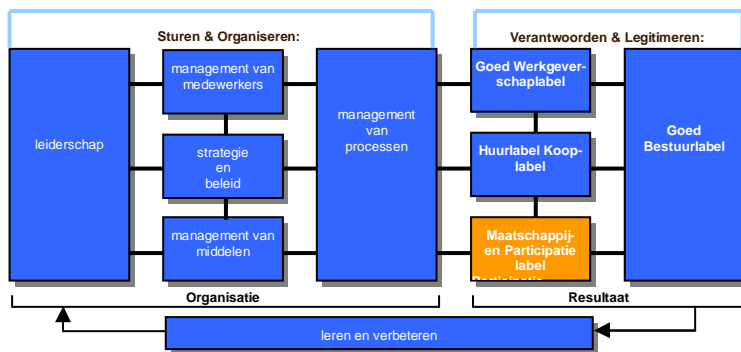 Sturen & Organiseren:
Verantwoorden & Legitimeren:
leiderschap
management van
medewerkers
strategie
en
beleid
management van
middelen
management
van
processen
Goed Werkgever-
schaplabel
Huurlabel Koop-
label
Maatschappij-
en Participatie
label
Participatie
Goed
Bestuurlabel
Organisatie
Resultaat
leren en verbeteren